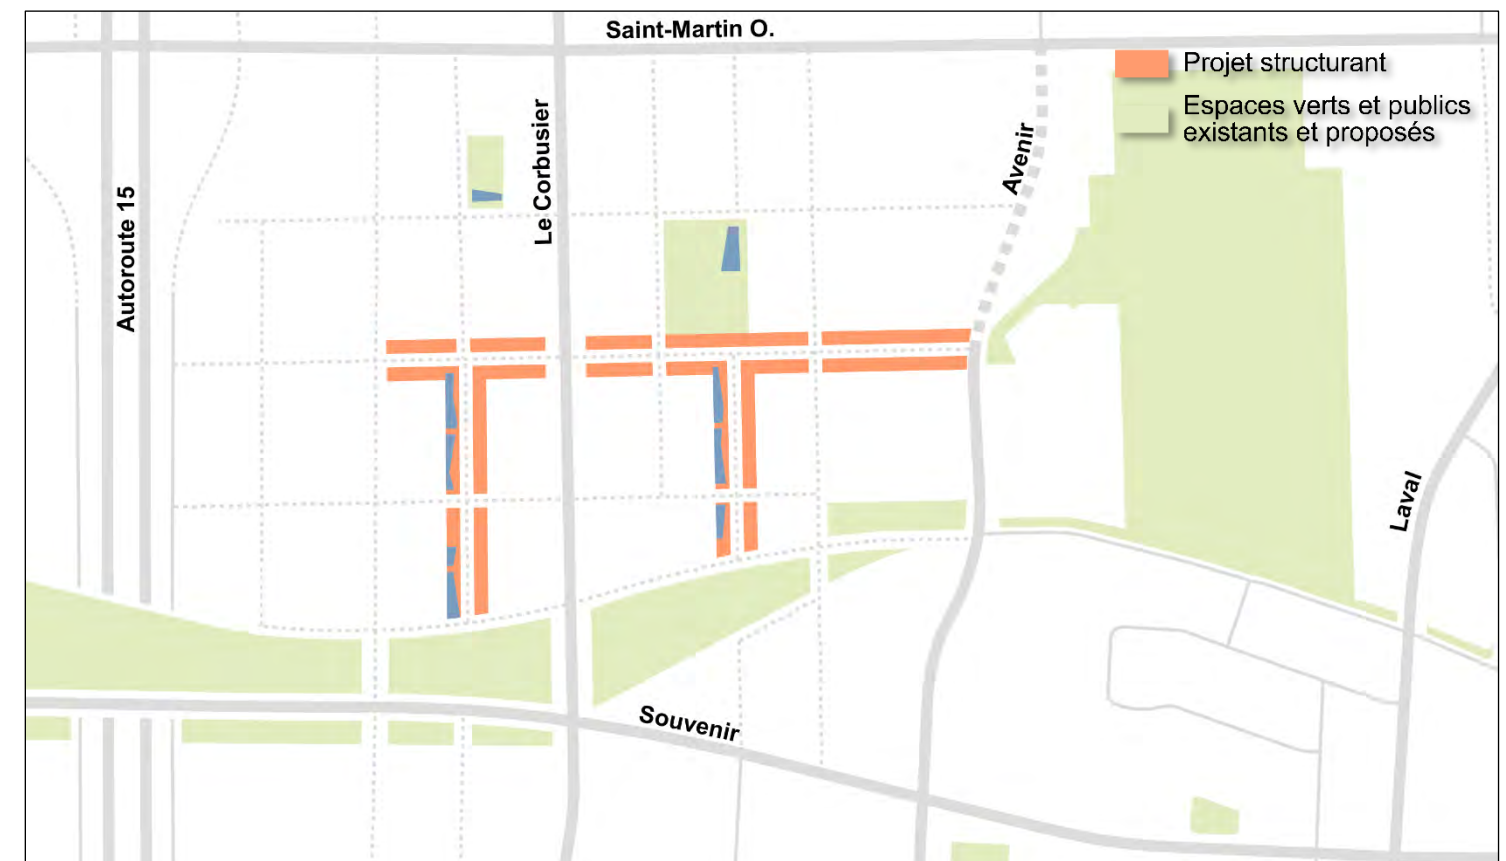 Saint-Martin O.
Projet structurant
Espaces verts et publics
existants et proposés
Le Corbusier
Avenir
Autoroute 15
Laval
Souvenir